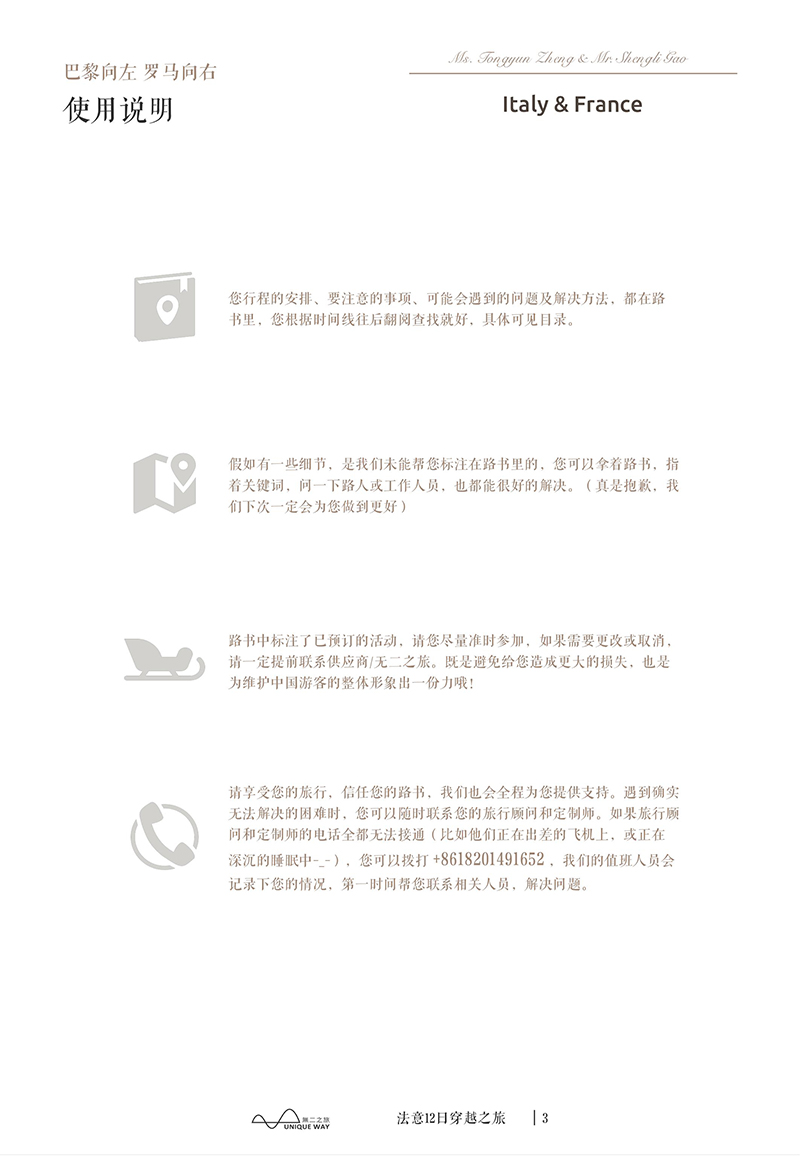 巴黎向左 罗马向右
Ms. Tongyun Zheng & Mr. Shengli Gao
使用说明
Italy & France
您行程的安排、要注意的事项、可能会遇到的问题及解决方法，都在路
书里，您根据时间线往后翻阅查找就好，具体可见目录。
假如有一些细节，是我们未能帮您标注在路书里的，您可以拿着路书，指
着关键词，问一下路人或工作人员，也都能很好的解决。（真是抱歉，我
们下次一定会为您做到更好）
路书中标注了已预订的活动，请您尽量准时参加，如果需要更改或取消，
请一定提前联系供应商/无二之旅。既是避免给您造成更大的损失，也是
为维护中国游客的整体形象出一份力哦！
请享受您的旅行，信任您的路书，我们也会全程为您提供支持。遇到确实
无法解决的困难时，您可以随时联系您的旅行顾问和定制师。如果旅行顾
问和定制师的电话全都无法接通（比如他们正在出差的飞机上，或正在
深沉的睡眠中-_-），您可以拨打 +8618201491652 ，我们的值班人员会
记录下您的情况，第一时间帮您联系相关人员，解决问题。
無二之旅
UNIQUE WAY
法意12日穿越之旅 | 3